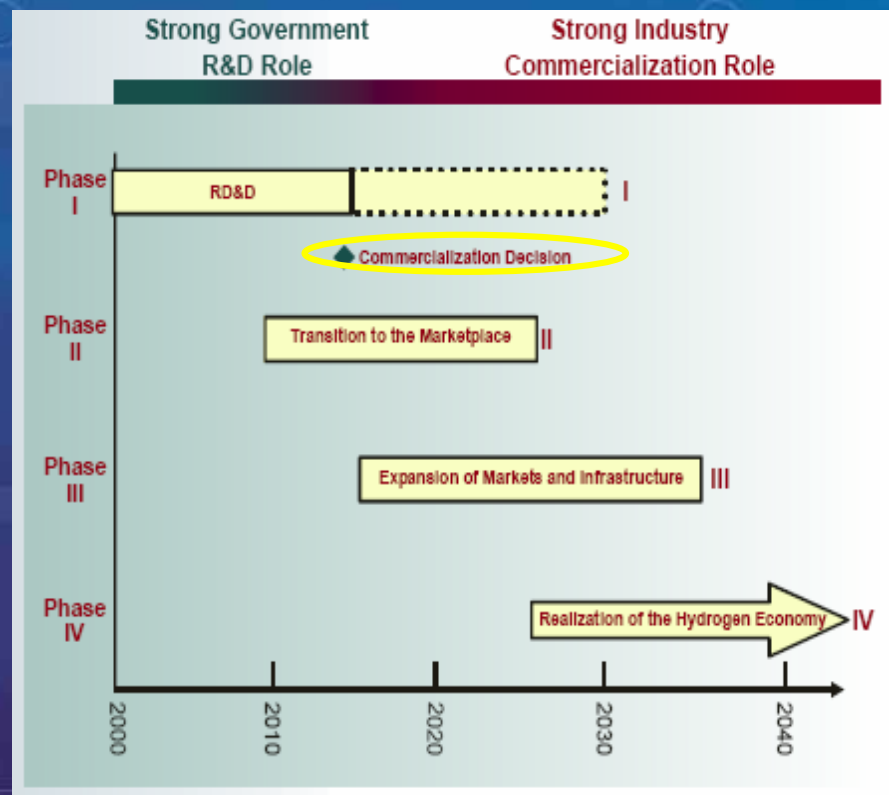 Strong Government
R&D Role
Strong Industry
Commercialization Role
Phase
I
RD&D
I
Commercialization Decision
Phase
II
Transition to the Marketplace
II
Phase
III
Expansion of Markets and Infrastructure
III
Phase
IV
Realization of the Hydrogen Economy
IV
2000
2010
2020
2030
2040